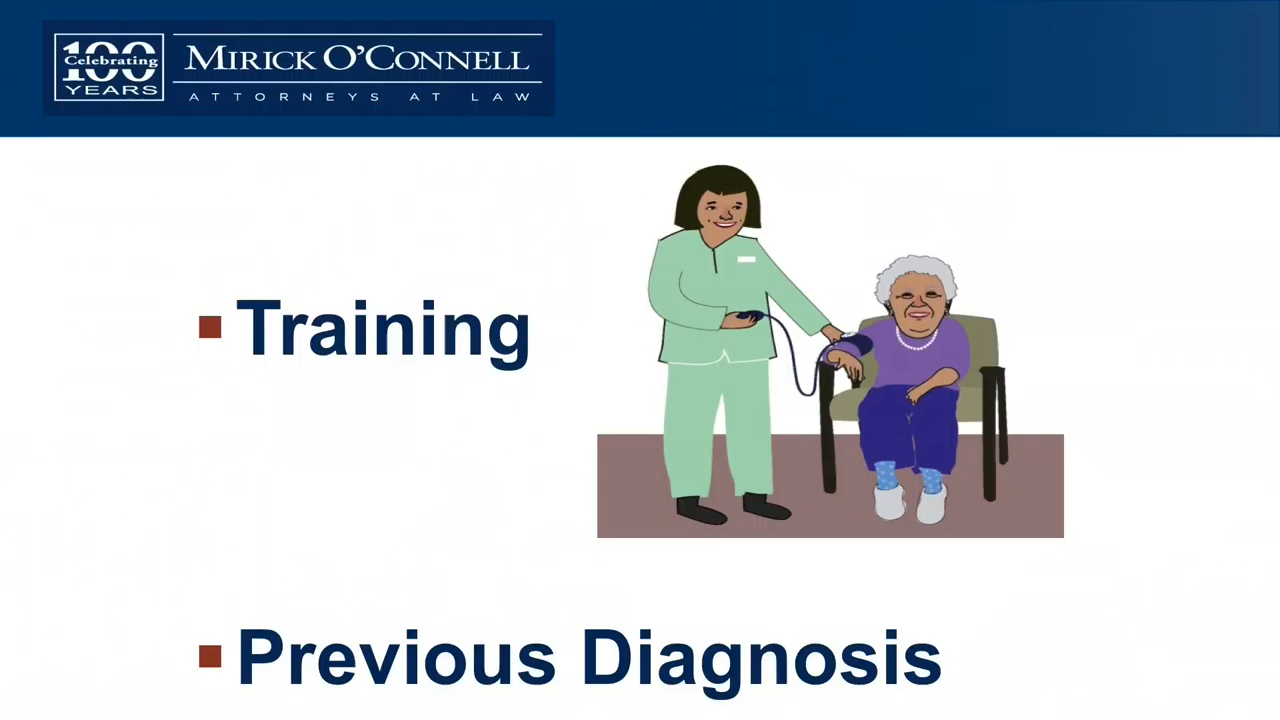 100
Celebrating
YEARS
MIRICK O'CONNELL
ATTORNEYS AT LAW
Training
Previous Diagnosis